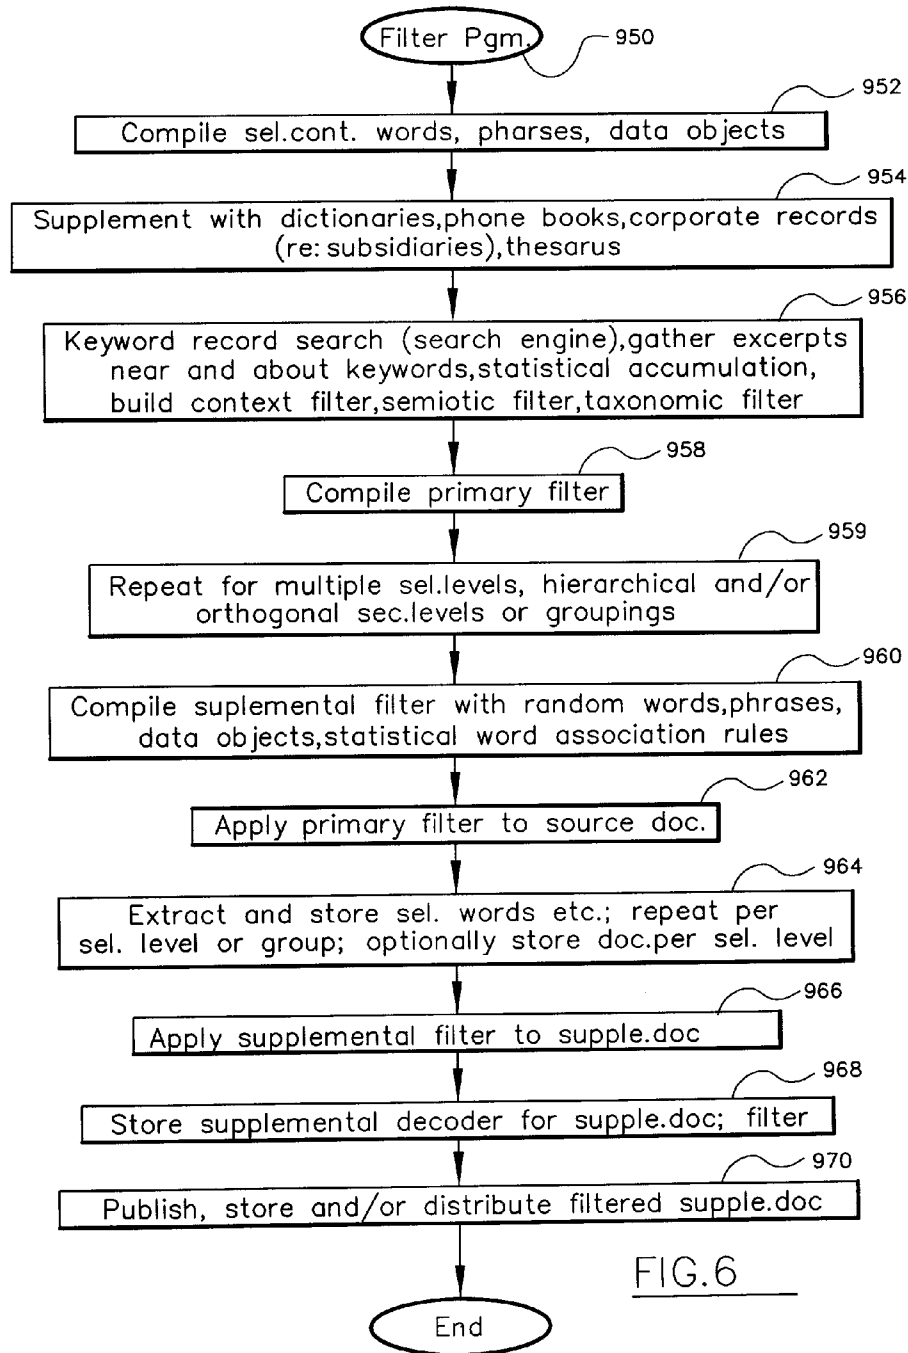 Filter Pgm.
950
952
Compile sel.cont. words, pharses, data objects
954
Supplement with dictionaries,phone books,corporate records
(re: subsidiaries),thesarus
956
Keyword record search (search engine),gather excerpts
near and about keywords,statistical accumulation,
build context filter,semiotic filter,taxonomic filter
958
Compile primary filter
959
Repeat for multiple sel.levels, hierarchical and/or
orthogonal sec.levels or groupings
960
Compile suplemental filter with random words,phrases,
data objects,statistical word association rules
962
Apply primary filter to source doc.
964
Extract and store sel. words etc.; repeat per
sel. level or group; optionally store doc.per sel. level
966
Apply supplemental filter to supple.doc
968
Store supplemental decoder for supple.doc; filter
970
Publish, store and/or distribute filtered supple.doc
FIG.6
End